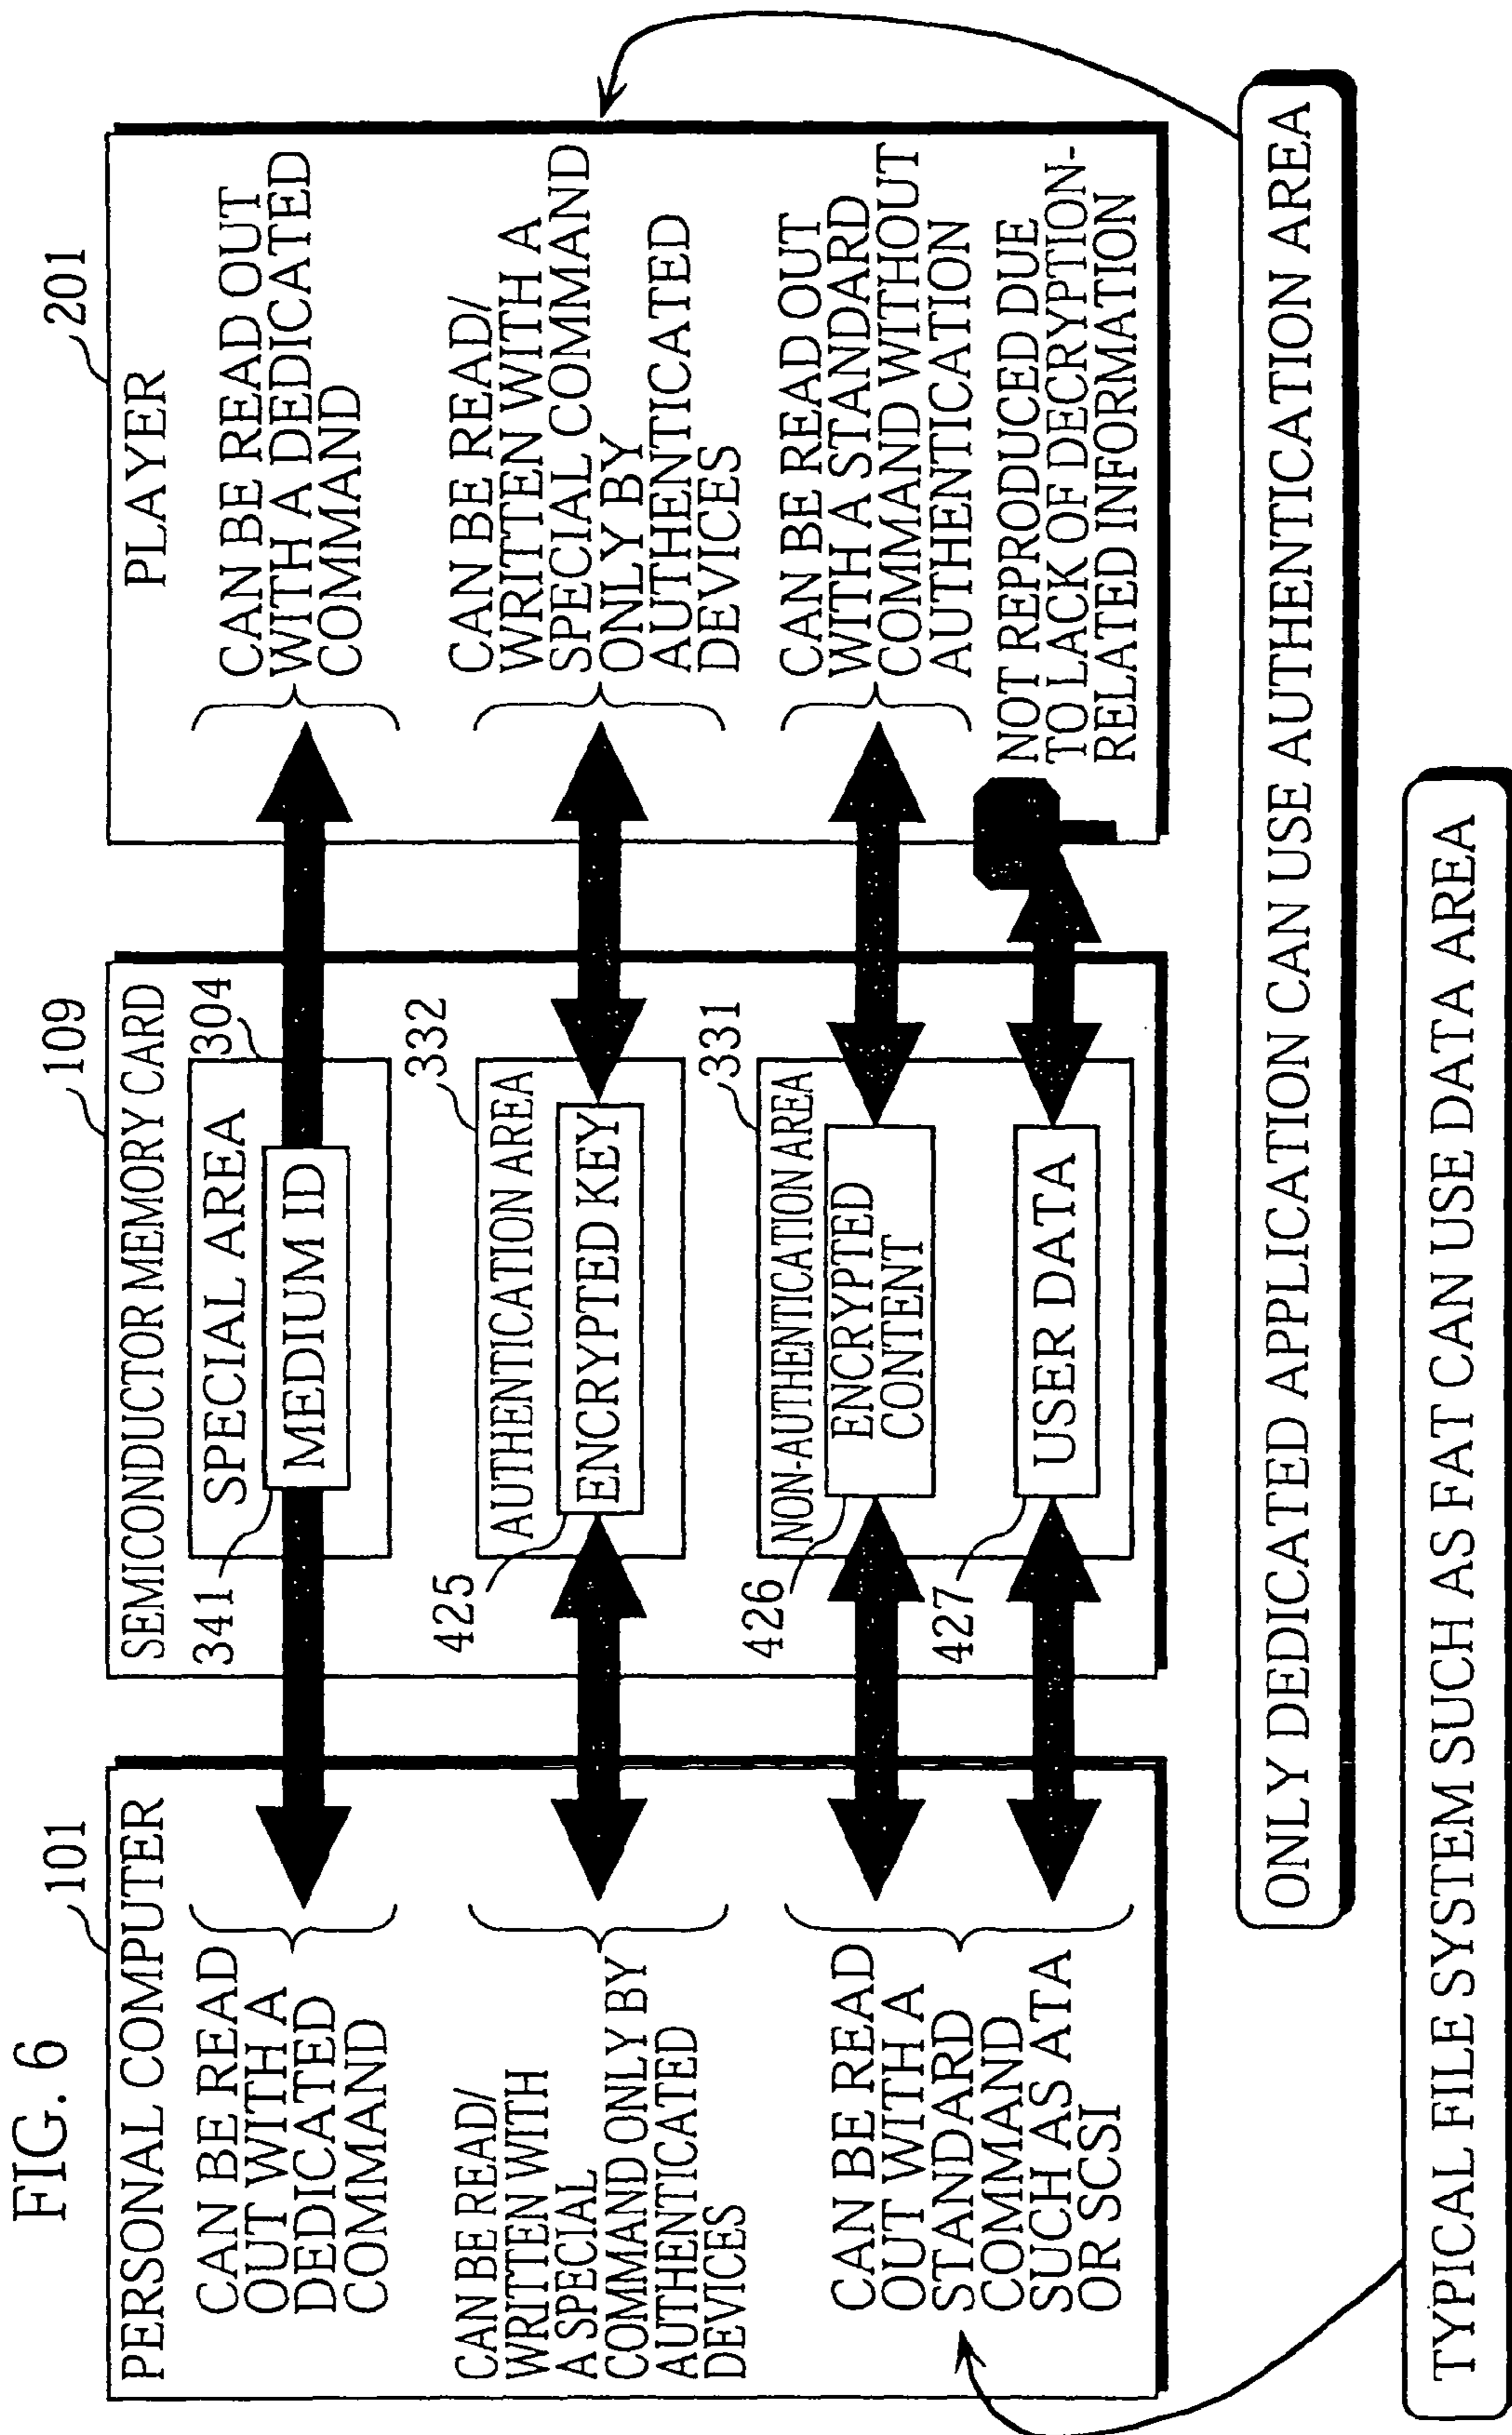 FIG. 6
101
PERSONAL COMPUTER
CAN BE READ
OUT WITH A
DEDICATED
COMMAND
CAN BE READ/
WRITTEN WITH
A SPECIAL
COMMAND ONLY BY
AUTHENTICATED
DEVICES
CAN BE READ
OUT WITH A
STANDARD
COMMAND
SUCH AS ATA
OR SCSI
109
SEMICONDUCTOR MEMORY CARD
341
304
SPECIAL AREA
MEDIUM ID
425
332
AUTHENTICATION AREA
ENCRYPTED KEY
426
331
NON-AUTHENTICATION AREA
ENCRYPTED
CONTENT
427
USER DATA
201
PLAYER
CAN BE READ OUT
WITH A DEDICATED
COMMAND
CAN BE READ/
WRITTEN WITH A
SPECIAL COMMAND
ONLY BY
AUTHENTICATED
DEVICES
CAN BE READ OUT
WITH A STANDARD
COMMAND WITHOUT
AUTHENTICATION
NOT REPRODUCED DUE
TO LACK OF DECRYPTION-
RELATED INFORMATION
ONLY DEDICATED APPLICATION CAN USE AUTHENTICATION AREA
TYPICAL FILE SYSTEM SUCH AS FAT CAN USE DATA AREA